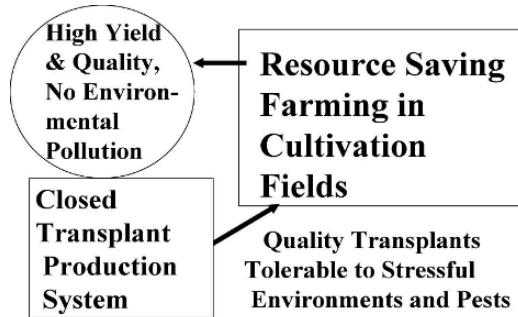 High Yield
& Quality,
No Environ-
mental
Pollution
Resource Saving
Farming in
Cultivation
Fields
Closed
Transplant
Production
System
Quality Transplants
Tolerable to Stressful
Environments and Pests